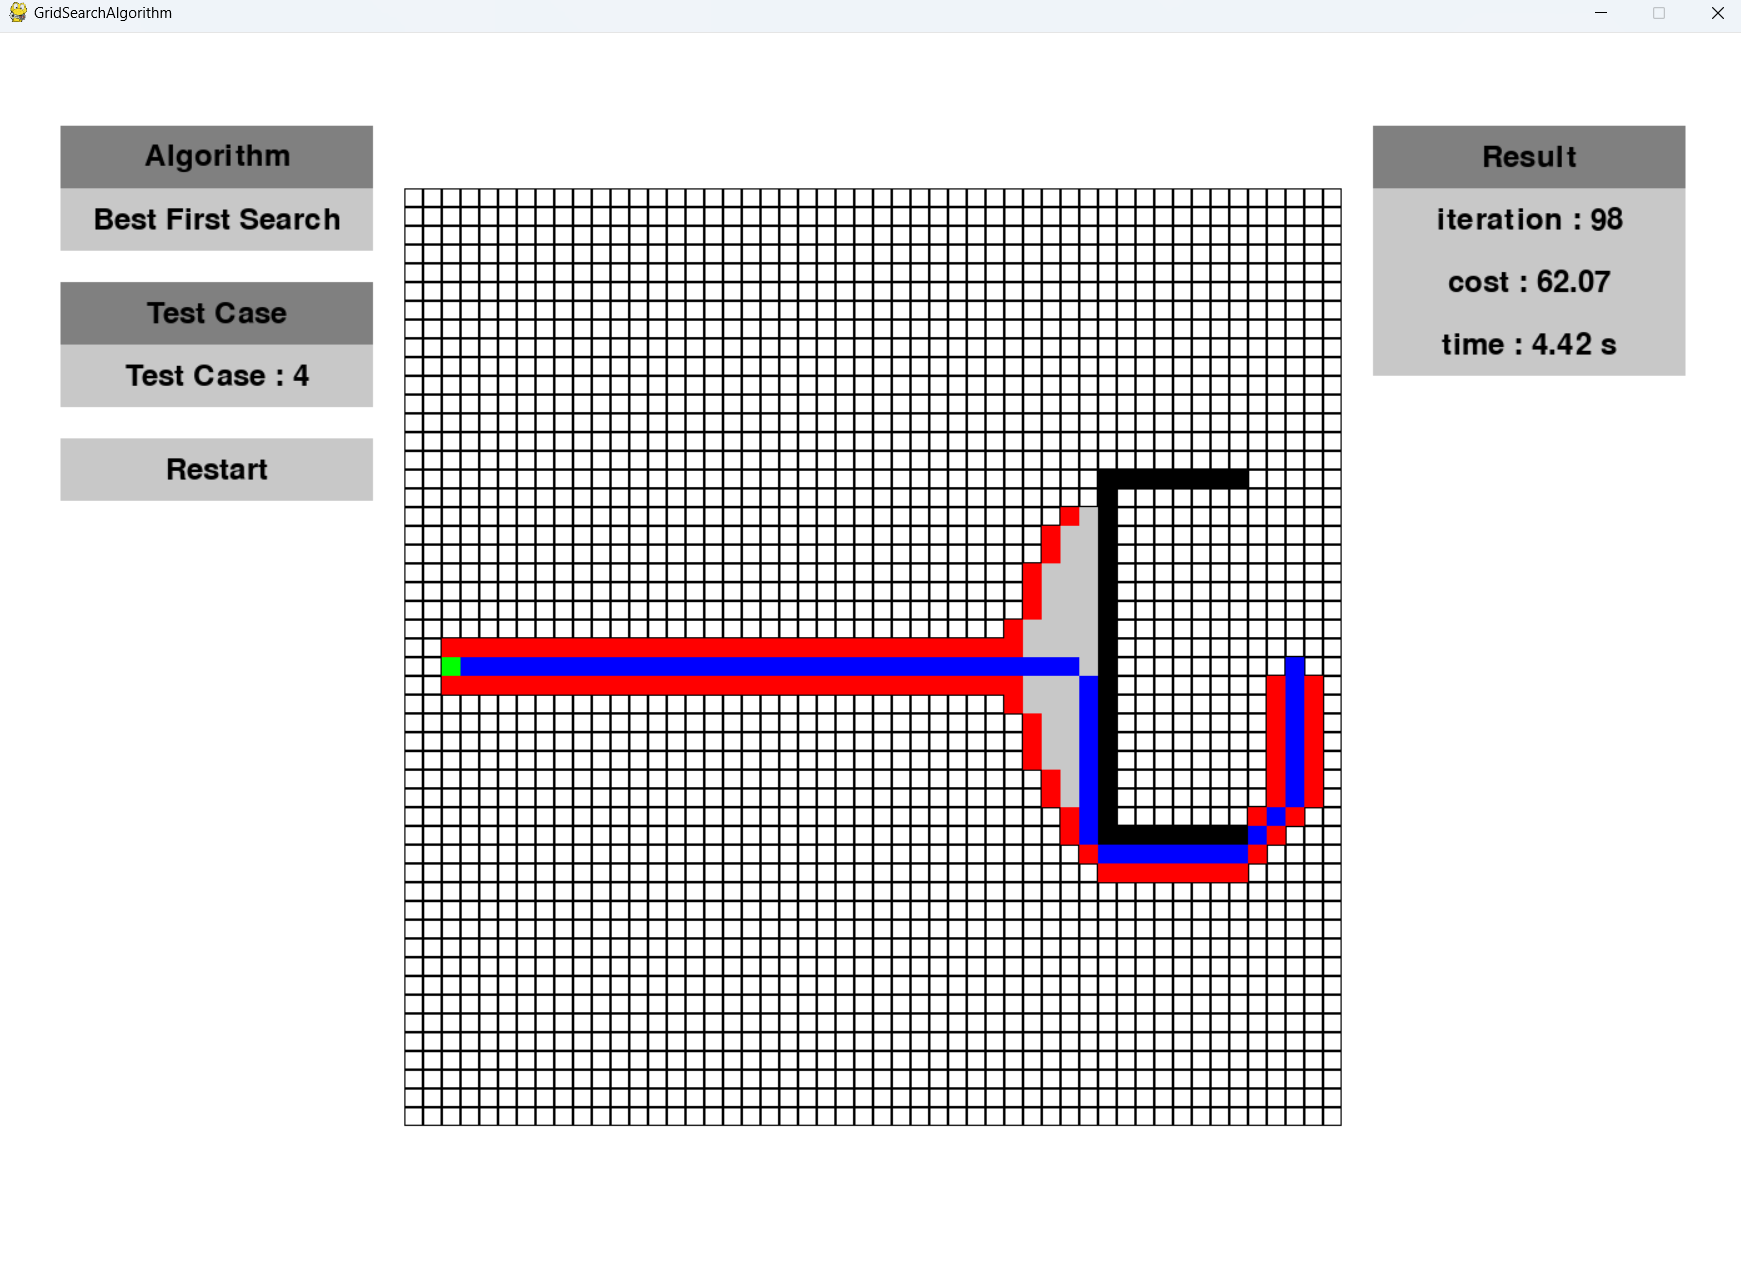 GridSearchAlgorithm
Algorithm
Best First Search
Test Case
Test Case : 4
Restart
Result
iteration : 98
cost : 62.07
time : 4.42 s